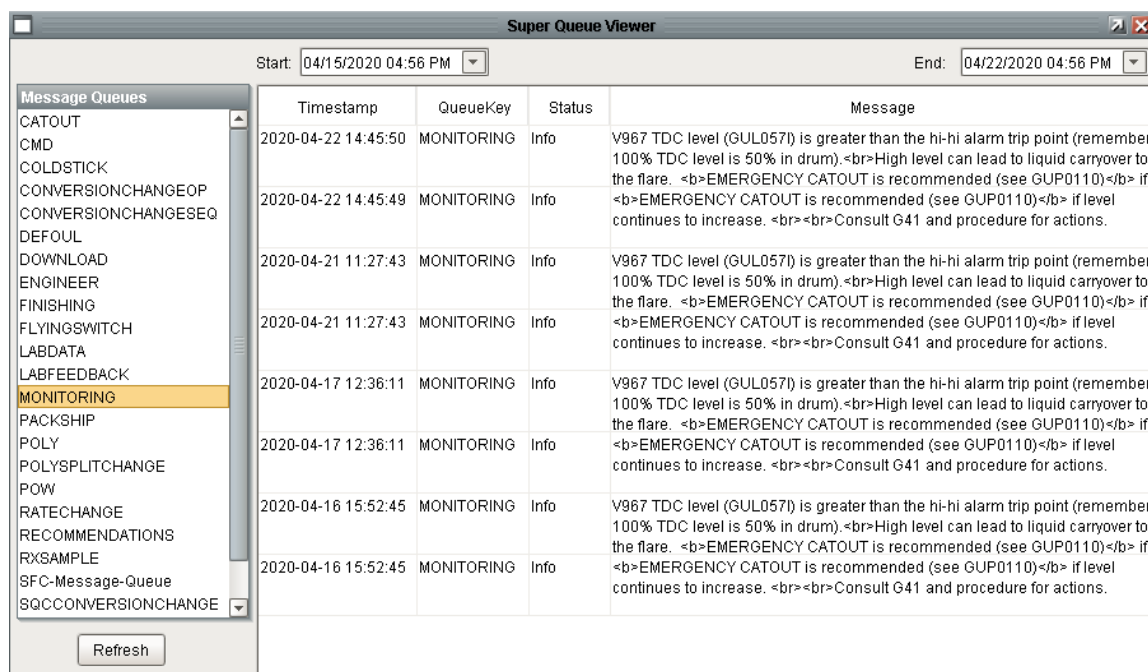 Super Queue Viewer
Start: 04/15/2020 04:56 PM End: 04/22/2020 04:56 PM
Message Queues
CATOUT
CMD
COLDSTICK
CONVERSIONCHANGEOP
CONVERSIONCHANGESEQ
DEFOUL
DOWNLOAD
ENGINEER
FINISHING
FLYINGSWITCH
LABDATA
LABFEEDBACK
MONITORING
PACKSHIP
POLY
POLYSPLITCHANGE
POW
RATECHANGE
RECOMMENDATIONS
RXSAMPLE
SFC-Message-Queue
SQCCONVERSIONCHANGE
Refresh
Timestamp QueueKey Status Message
2020-04-22 14:45:50 MONITORING Info V967 TDC level (GUL057I) is greater than the hi-hi alarm trip point (remember
100% TDC level is 50% in drum).<br>High level can lead to liquid carryover to
the flare. <b>EMERGENCY CATOUT is recommended (see GUP0110)</b> if
2020-04-22 14:45:49 MONITORING Info <b>EMERGENCY CATOUT is recommended (see GUP0110)</b> if level
continues to increase. <br><br>Consult G41 and procedure for actions.
2020-04-21 11:27:43 MONITORING Info V967 TDC level (GUL057I) is greater than the hi-hi alarm trip point (remember
100% TDC level is 50% in drum).<br>High level can lead to liquid carryover to
the flare. <b>EMERGENCY CATOUT is recommended (see GUP0110)</b> if
2020-04-21 11:27:43 MONITORING Info <b>EMERGENCY CATOUT is recommended (see GUP0110)</b> if level
continues to increase. <br><br>Consult G41 and procedure for actions.
2020-04-17 12:36:11 MONITORING Info V967 TDC level (GUL057I) is greater than the hi-hi alarm trip point (remember
100% TDC level is 50% in drum).<br>High level can lead to liquid carryover to
the flare. <b>EMERGENCY CATOUT is recommended (see GUP0110)</b> if
2020-04-17 12:36:11 MONITORING Info <b>EMERGENCY CATOUT is recommended (see GUP0110)</b> if level
continues to increase. <br><br>Consult G41 and procedure for actions.
2020-04-16 15:52:45 MONITORING Info V967 TDC level (GUL057I) is greater than the hi-hi alarm trip point (remember
100% TDC level is 50% in drum).<br>High level can lead to liquid carryover to
the flare. <b>EMERGENCY CATOUT is recommended (see GUP0110)</b> if
2020-04-16 15:52:45 MONITORING Info <b>EMERGENCY CATOUT is recommended (see GUP0110)</b> if level
continues to increase. <br><br>Consult G41 and procedure for actions.